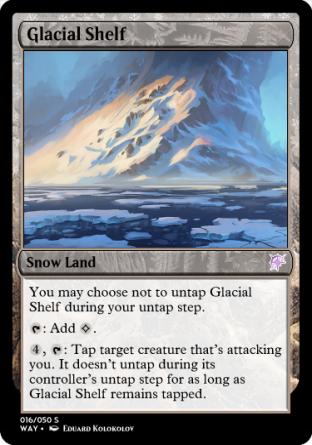 Glacial Shelf
Snow Land
You may choose not to untap Glacial
Shelf during your untap step.
: Add .
4, : Tap target creature that's attacking
you. It doesn't untap during its
controller's untap step for as long as
Glacial Shelf remains tapped.
016/050 S
WAY • Eduard Kolokolov